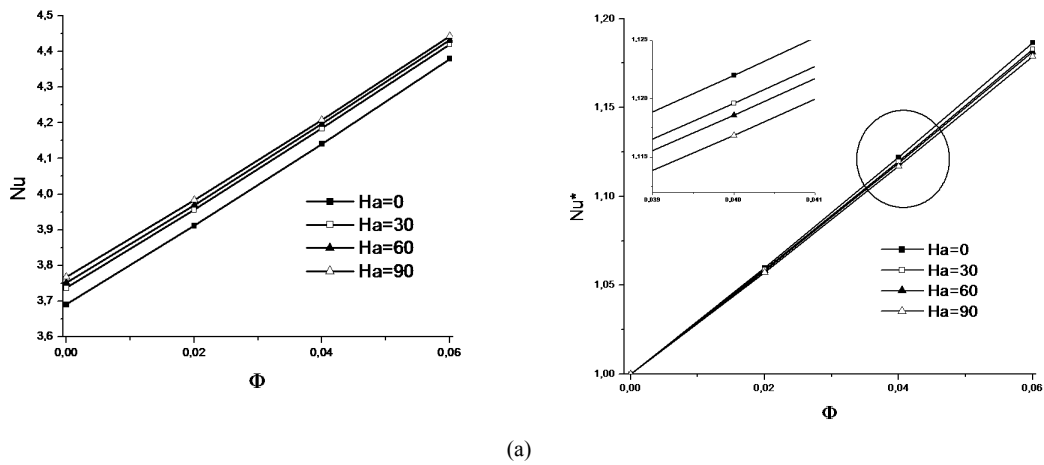 4,5
4,4
4,3
4,2
4,1
4,0
3,9
3,8
3,7
3,6
Nu
Ha=0
Ha=30
Ha=60
Ha=90
0,00 0,02 0,04 0,06
Φ
1,20
1,15
1,10
1,05
1,00
Nu*
1,125
1,120
1,115
0,039 0,040 0,041
Ha=0
Ha=30
Ha=60
Ha=90
0,00 0,02 0,04 0,06
Φ
(a)